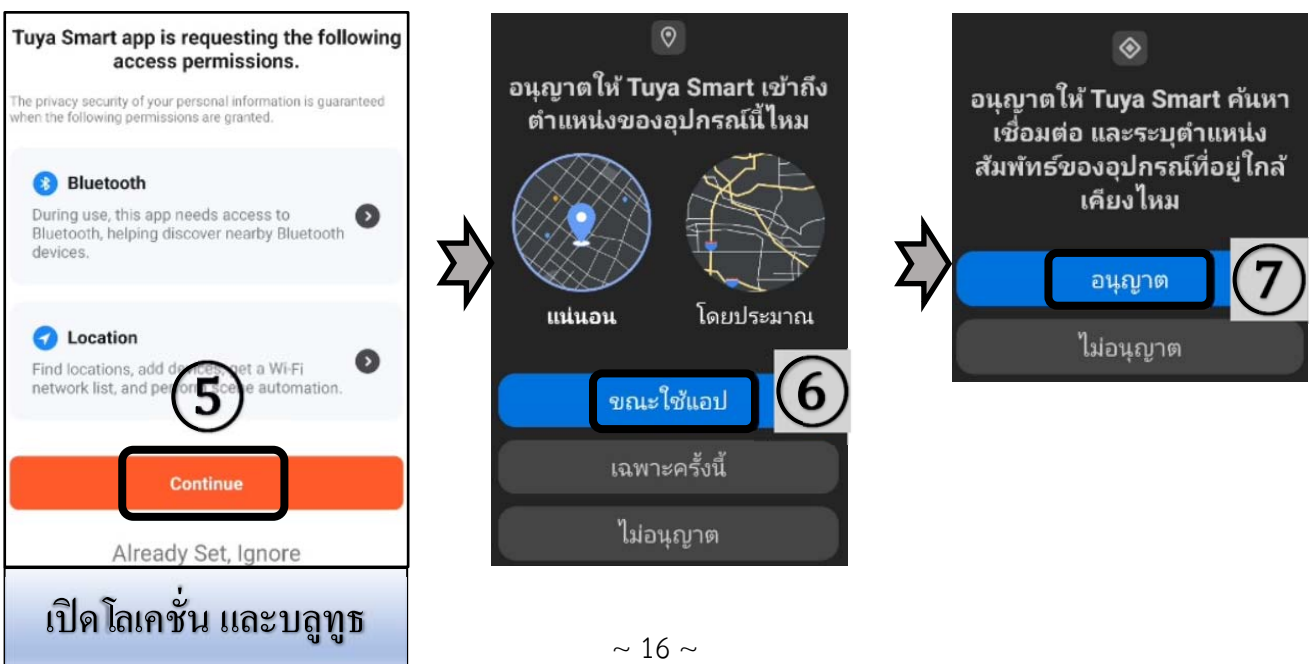 Tuya Smart app is requesting the following
access permissions.
The privacy security of your personal information is guaranteed
when the following permissions are granted.
Bluetooth
During use, this app needs access to
Bluetooth, helping discover nearby Bluetooth
devices.
Location
Find locations, add devices, get a Wi-Fi
network list, and perform scene automation.
5
Continue
Already Set, Ignore
เปิดโลเคชั่น และบลูทูธ
อนุญาตให้ Tuya Smart เข้าถึง
ตำแหน่งของอุปกรณ์นี้ไหม
แน่นอน
โดยประมาณ
ขณะใช้แอป
6
เฉพาะครั้งนี้
ไม่อนุญาต
อนุญาตให้ Tuya Smart ค้นหา
เชื่อมต่อ และระบุตำแหน่ง
สัมพัทธ์ของอุปกรณ์ที่อยู่ใกล้
เคียงไหม
อนุญาต
7
ไม่อนุญาต
~ 16 ~